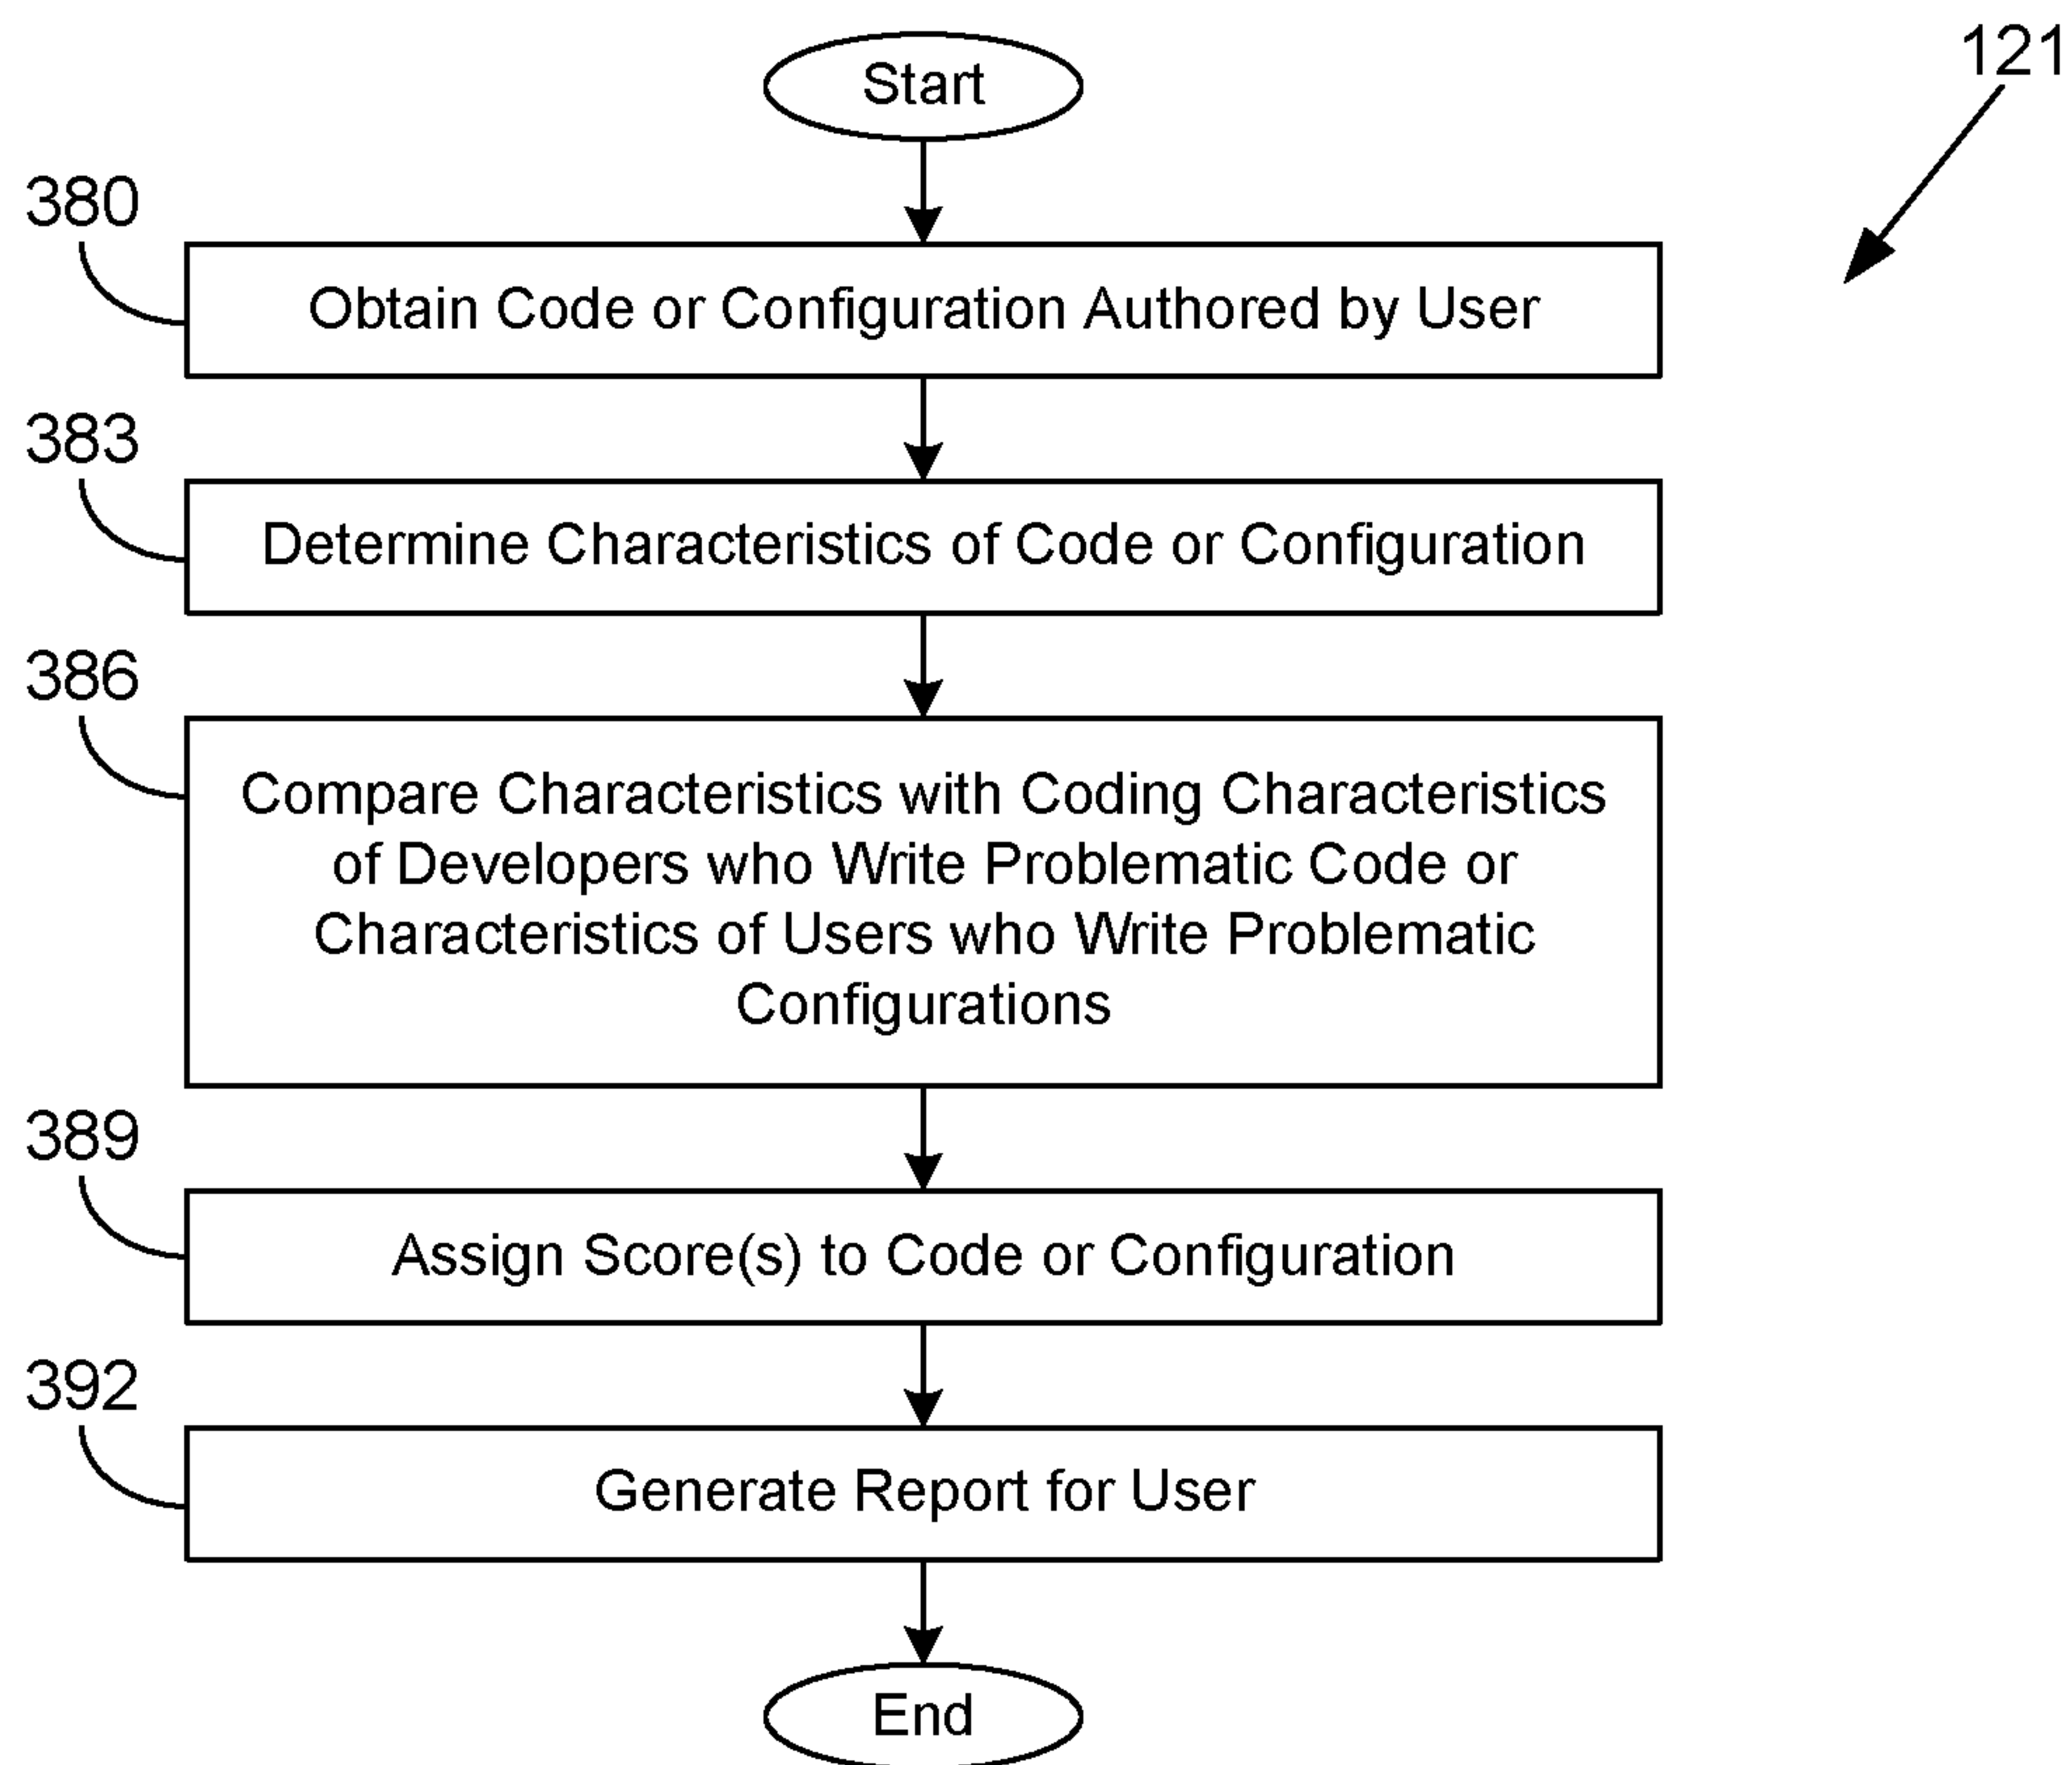 Start
121
380
Obtain Code or Configuration Authored by User
383
Determine Characteristics of Code or Configuration
386
Compare Characteristics with Coding Characteristics
of Developers who Write Problematic Code or
Characteristics of Users who Write Problematic
Configurations
389
Assign Score(s) to Code or Configuration
392
Generate Report for User
End